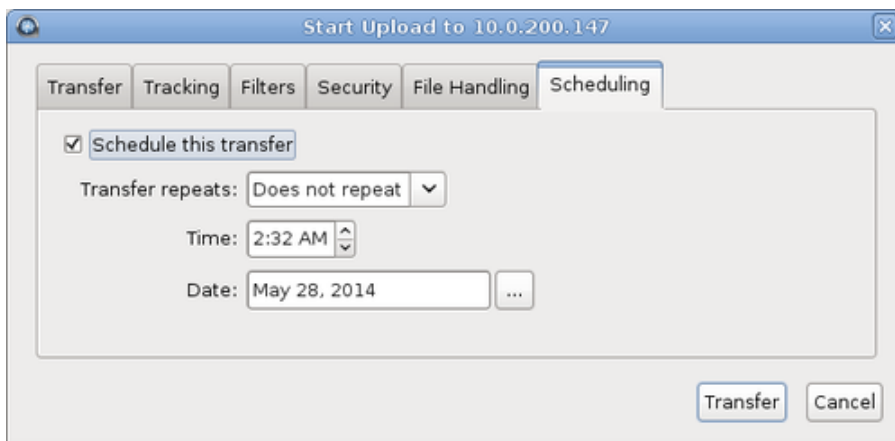 Start Upload to 10.0.200.147
Transfer Tracking Filters Security File Handling Scheduling
Schedule this transfer
Transfer repeats: Does not repeat
Time: 2:32 AM
Date: May 28, 2014 ...
Transfer Cancel